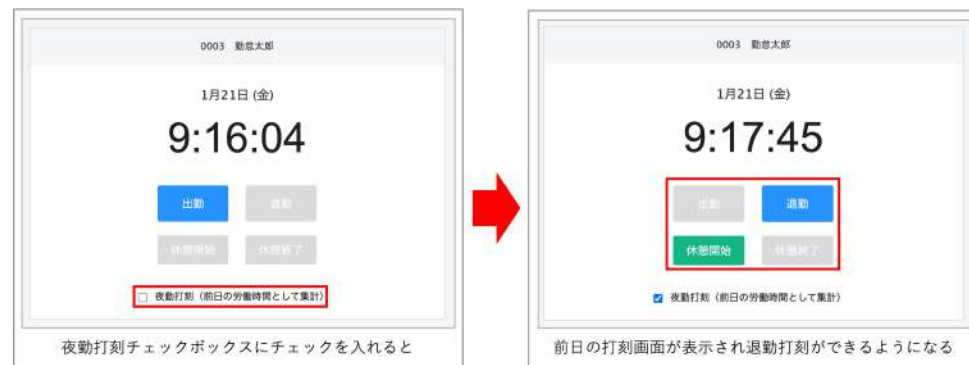 0003 勤怠太郎
1月21日 (金)
9:16:04
出勤 退勤
休憩開始 休憩終了
夜勤打刻（前日の労働時間として集計）
夜勤打刻チェックボックスにチェックを入れると
0003 勤怠太郎
1月21日 (金)
9:17:45
出勤 退勤
休憩開始 休憩終了
夜勤打刻（前日の労働時間として集計）
前日の打刻画面が表示され退勤打刻ができるようになる